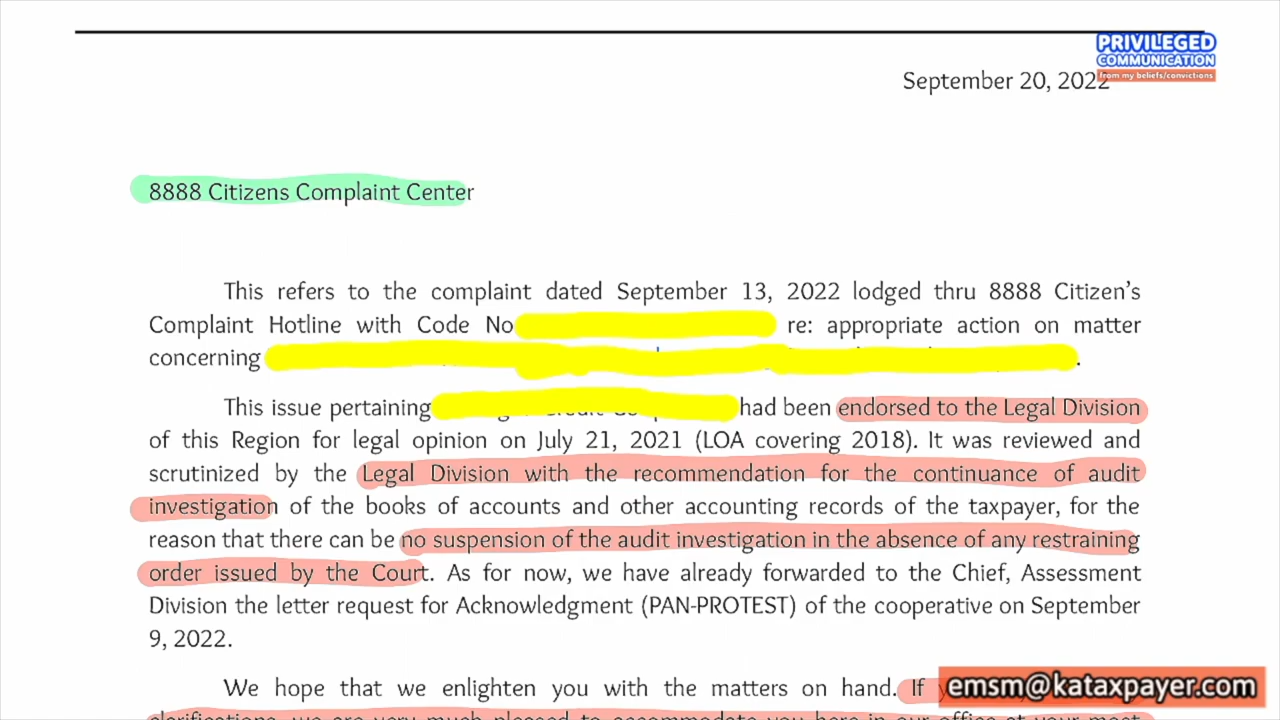 PRIVILEGED
COMMUNICATION
from my beliefs/convictions
September 20, 2022
8888 Citizens Complaint Center
This refers to the complaint dated September 13, 2022 lodged thru 8888 Citizen's
Complaint Hotline with Code No re: appropriate action on matter
concerning .
This issue pertaining had been endorsed to the Legal Division
of this Region for legal opinion on July 21, 2021 (LOA covering 2018). It was reviewed and
scrutinized by the Legal Division with the recommendation for the continuance of audit
investigation of the books of accounts and other accounting records of the taxpayer, for the
reason that there can be no suspension of the audit investigation in the absence of any restraining
order issued by the Court. As for now, we have already forwarded to the Chief, Assessment
Division the letter request for Acknowledgment (PAN-PROTEST) of the cooperative on September
9, 2022.
We hope that we enlighten you with the matters on hand. If
emsm@kataxpayer.com